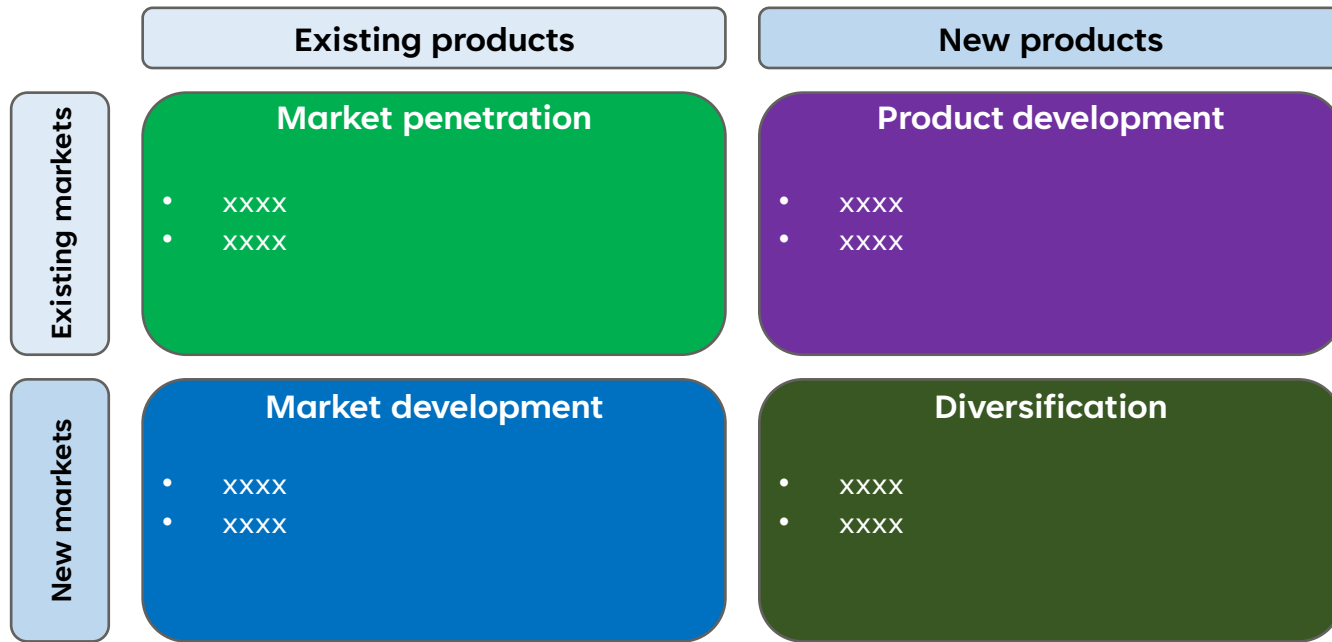 Existing products
New products
Existing markets
Market penetration
• xxxx
• xxxx
Product development
• xxxx
• xxxx
New markets
Market development
• xxxx
• xxxx
Diversification
• xxxx
• xxxx